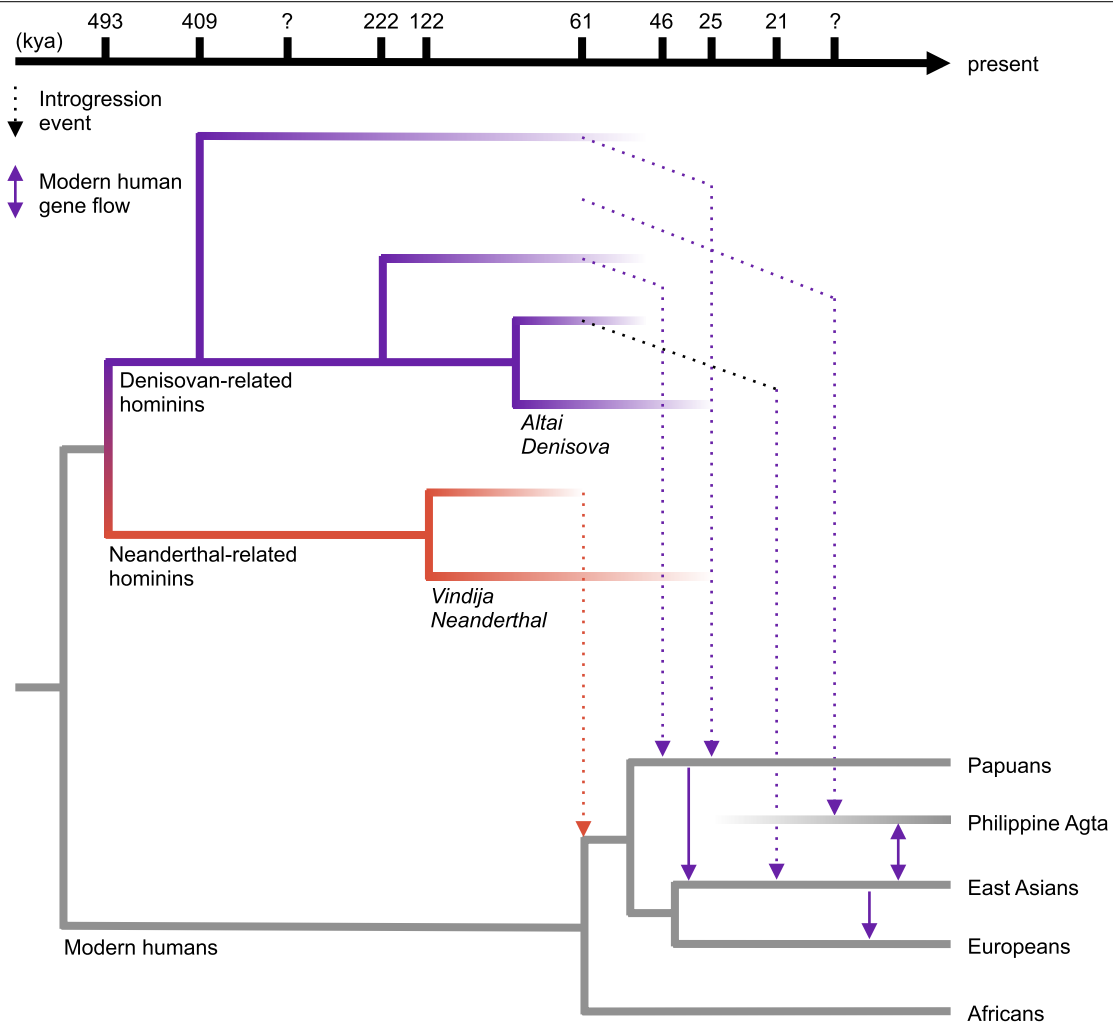 493 409 ? 222 122 61 46 25 21 ?
(kya)
present
Introgression
event
Modern human
gene flow
Denisovan-related
hominins
Altai
Denisova
Neanderthal-related
hominins
Vindija
Neanderthal
Papuans
Philippine Agta
East Asians
Europeans
Modern humans
Africans